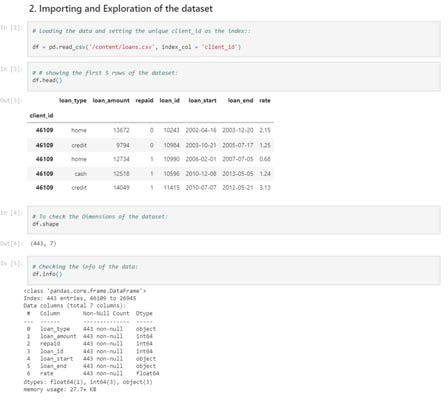 2. Importing and Exploration of the dataset
In [2]:
# loading the data and setting the unique client_id as the index::
df = pd.read_csv('/content/loans.csv', index_col = 'client_id')
In [3]:
# # showing the first 5 rows of the dataset:
df.head()
Out[3]:
loan_type loan_amount repaid loan_id loan_start loan_end rate
client_id
46109 home 13672 0 10243 2002-04-16 2003-12-20 2.15
46109 credit 9794 0 10984 2003-10-21 2005-07-17 1.25
46109 home 12734 1 10990 2006-02-01 2007-07-05 0.68
46109 cash 12518 1 10596 2010-12-08 2013-05-05 1.24
46109 credit 14049 1 11415 2010-07-07 2012-05-21 3.13
In [4]:
# To check the Dimensions of the dataset:
df.shape
Out[4]: (443, 7)
In [5]:
# Checking the info of the data:
df.info()
<class 'pandas.core.frame.DataFrame'>
Index: 443 entries, 46109 to 26945
Data columns (total 7 columns):
# Column Non-Null Count Dtype
--- ------ -------------- -----
0 loan_type 443 non-null object
1 loan_amount 443 non-null int64
2 repaid 443 non-null int64
3 loan_id 443 non-null int64
4 loan_start 443 non-null object
5 loan_end 443 non-null object
6 rate 443 non-null float64
dtypes: float64(1), int64(3), object(3)
memory usage: 27.7+ KB